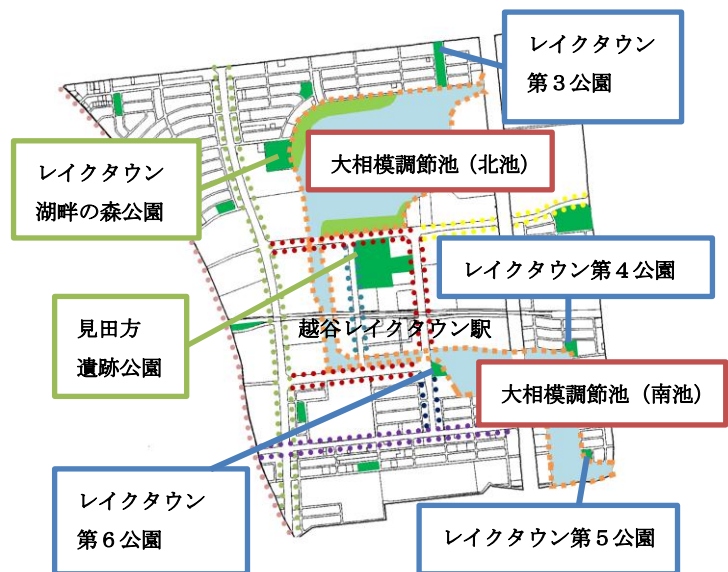 レイクタウン
第３公園
大相模調節池（北池）
レイクタウン
湖畔の森公園
レイクタウン第４公園
見田方
遺跡公園
越谷レイクタウン駅
大相模調節池（南池）
レイクタウン
第６公園
レイクタウン第５公園